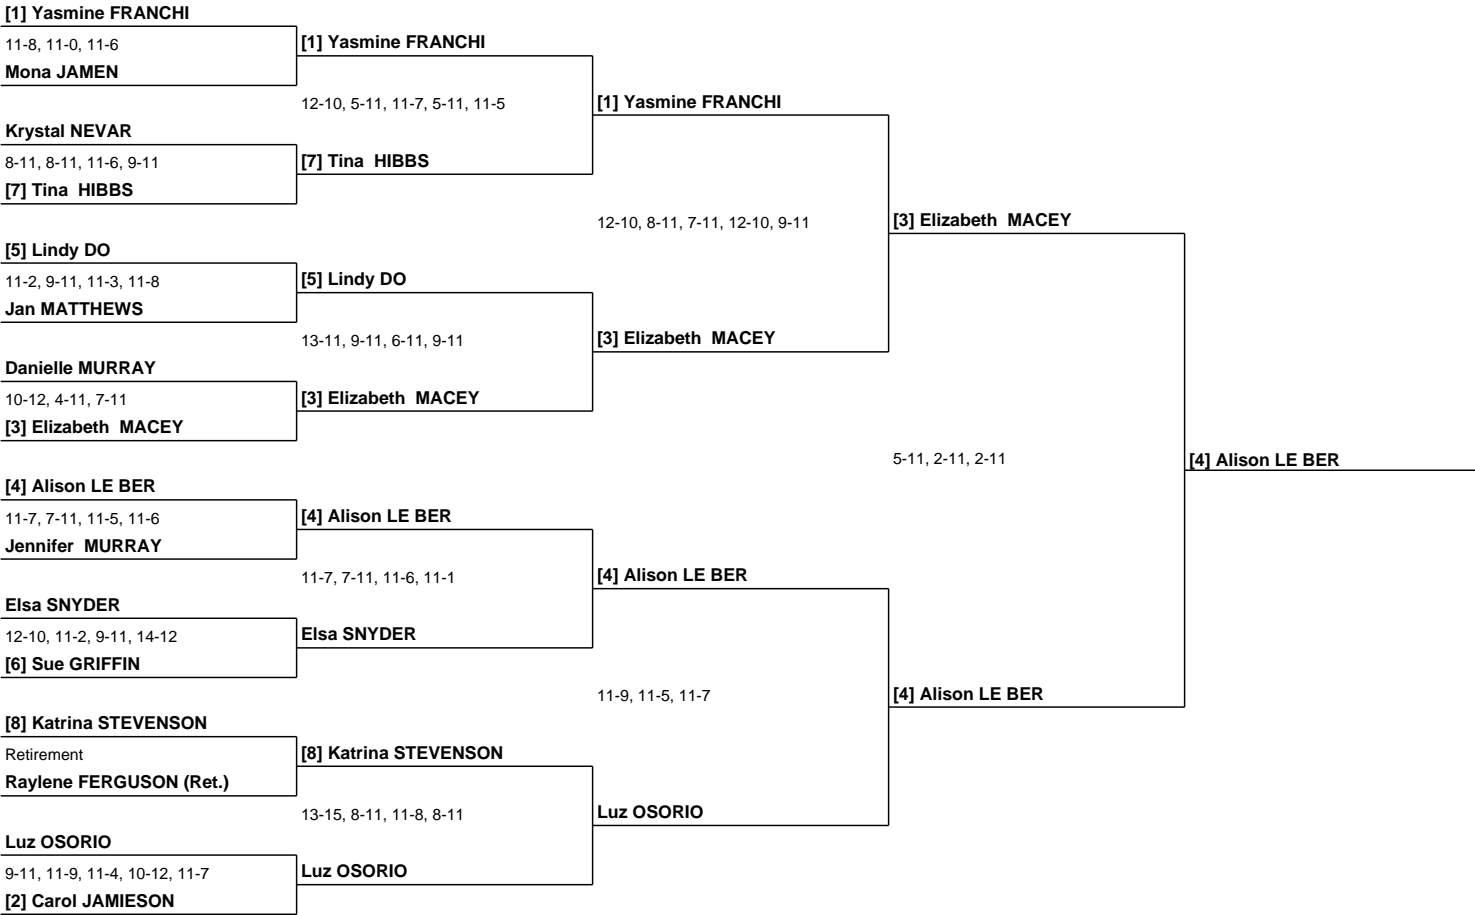 [1] Yasmine FRANCHI
11-8, 11-0, 11-6
Mona JAMEN
Krystal NEVAR
8-11, 8-11, 11-6, 9-11
[7] Tina HIBBS
[5] Lindy DO
11-2, 9-11, 11-3, 11-8
Jan MATTHEWS
Danielle MURRAY
10-12, 4-11, 7-11
[3] Elizabeth MACEY
[4] Alison LE BER
11-7, 7-11, 11-5, 11-6
Jennifer MURRAY
Elsa SNYDER
12-10, 11-2, 9-11, 14-12
[6] Sue GRIFFIN
[8] Katrina STEVENSON
Retirement
Raylene FERGUSON (Ret.)
Luz OSORIO
9-11, 11-9, 11-4, 10-12, 11-7
[2] Carol JAMIESON
[1] Yasmine FRANCHI
12-10, 5-11, 11-7, 5-11, 11-5
[7] Tina HIBBS
[5] Lindy DO
13-11, 9-11, 6-11, 9-11
[3] Elizabeth MACEY
[4] Alison LE BER
11-7, 7-11, 11-6, 11-1
Elsa SNYDER
[8] Katrina STEVENSON
13-15, 8-11, 11-8, 8-11
Luz OSORIO
[1] Yasmine FRANCHI
12-10, 8-11, 7-11, 12-10, 9-11
[3] Elizabeth MACEY
[4] Alison LE BER
11-9, 11-5, 11-7
Luz OSORIO
[3] Elizabeth MACEY
5-11, 2-11, 2-11
[4] Alison LE BER
[4] Alison LE BER